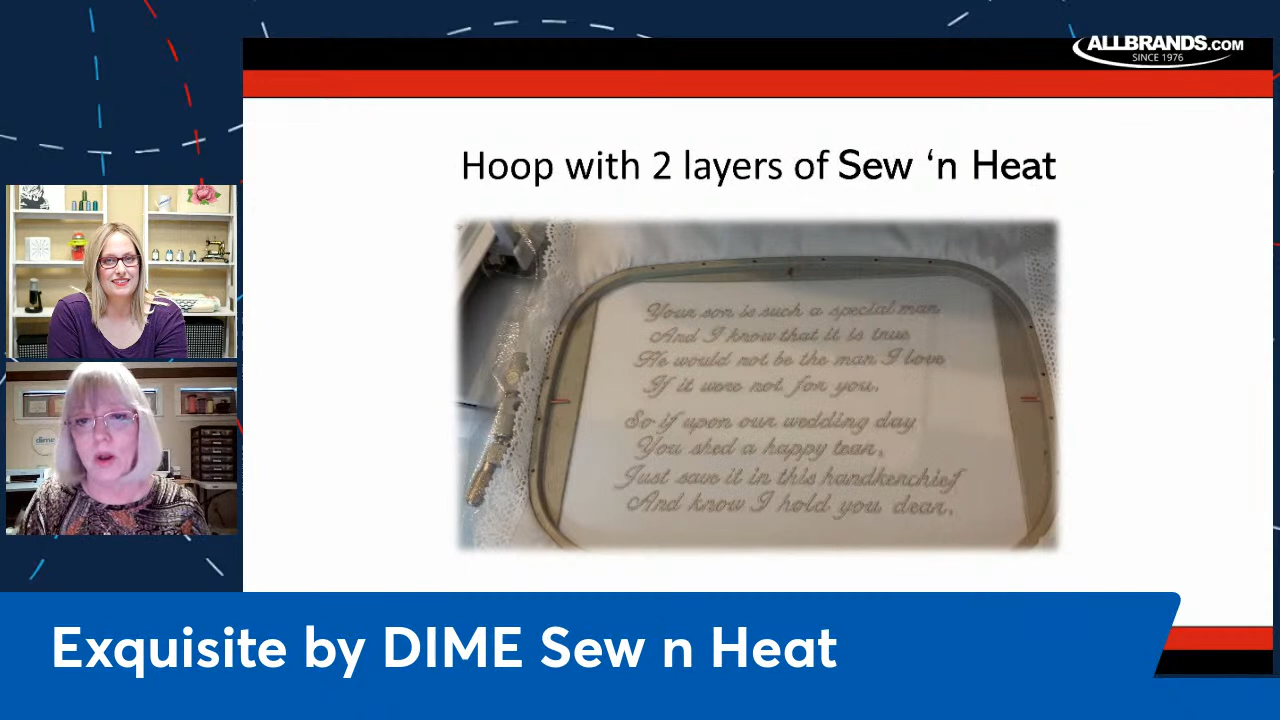 ALLBRANDS.COM
SINCE 1976
Hoop with 2 layers of Sew ‘n Heat
Your son is such a special man
And I know that it is true
He would not be the man I love
If it were not for you.
So if upon our wedding day
You shed a happy tear,
Just save it in this handkerchief
And know I hold you dear.
dime
Exquisite by DIME Sew n Heat